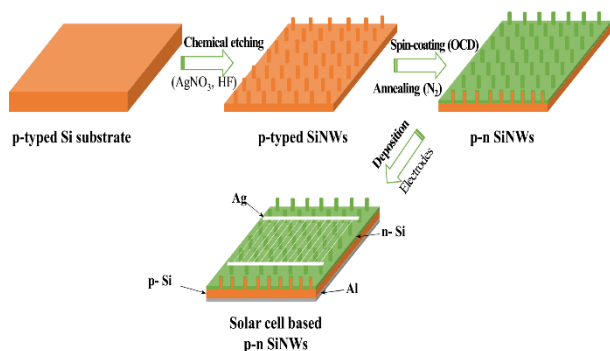 Chemical etching
(AgNO₃, HF)
Spin-coating (OCD)
Annealing (N₂)
p-typed Si substrate
p-typed SiNWs
p-n SiNWs
Deposition
Electrodes
Ag
n- Si
p- Si
Al
Solar cell based
p-n SiNWs